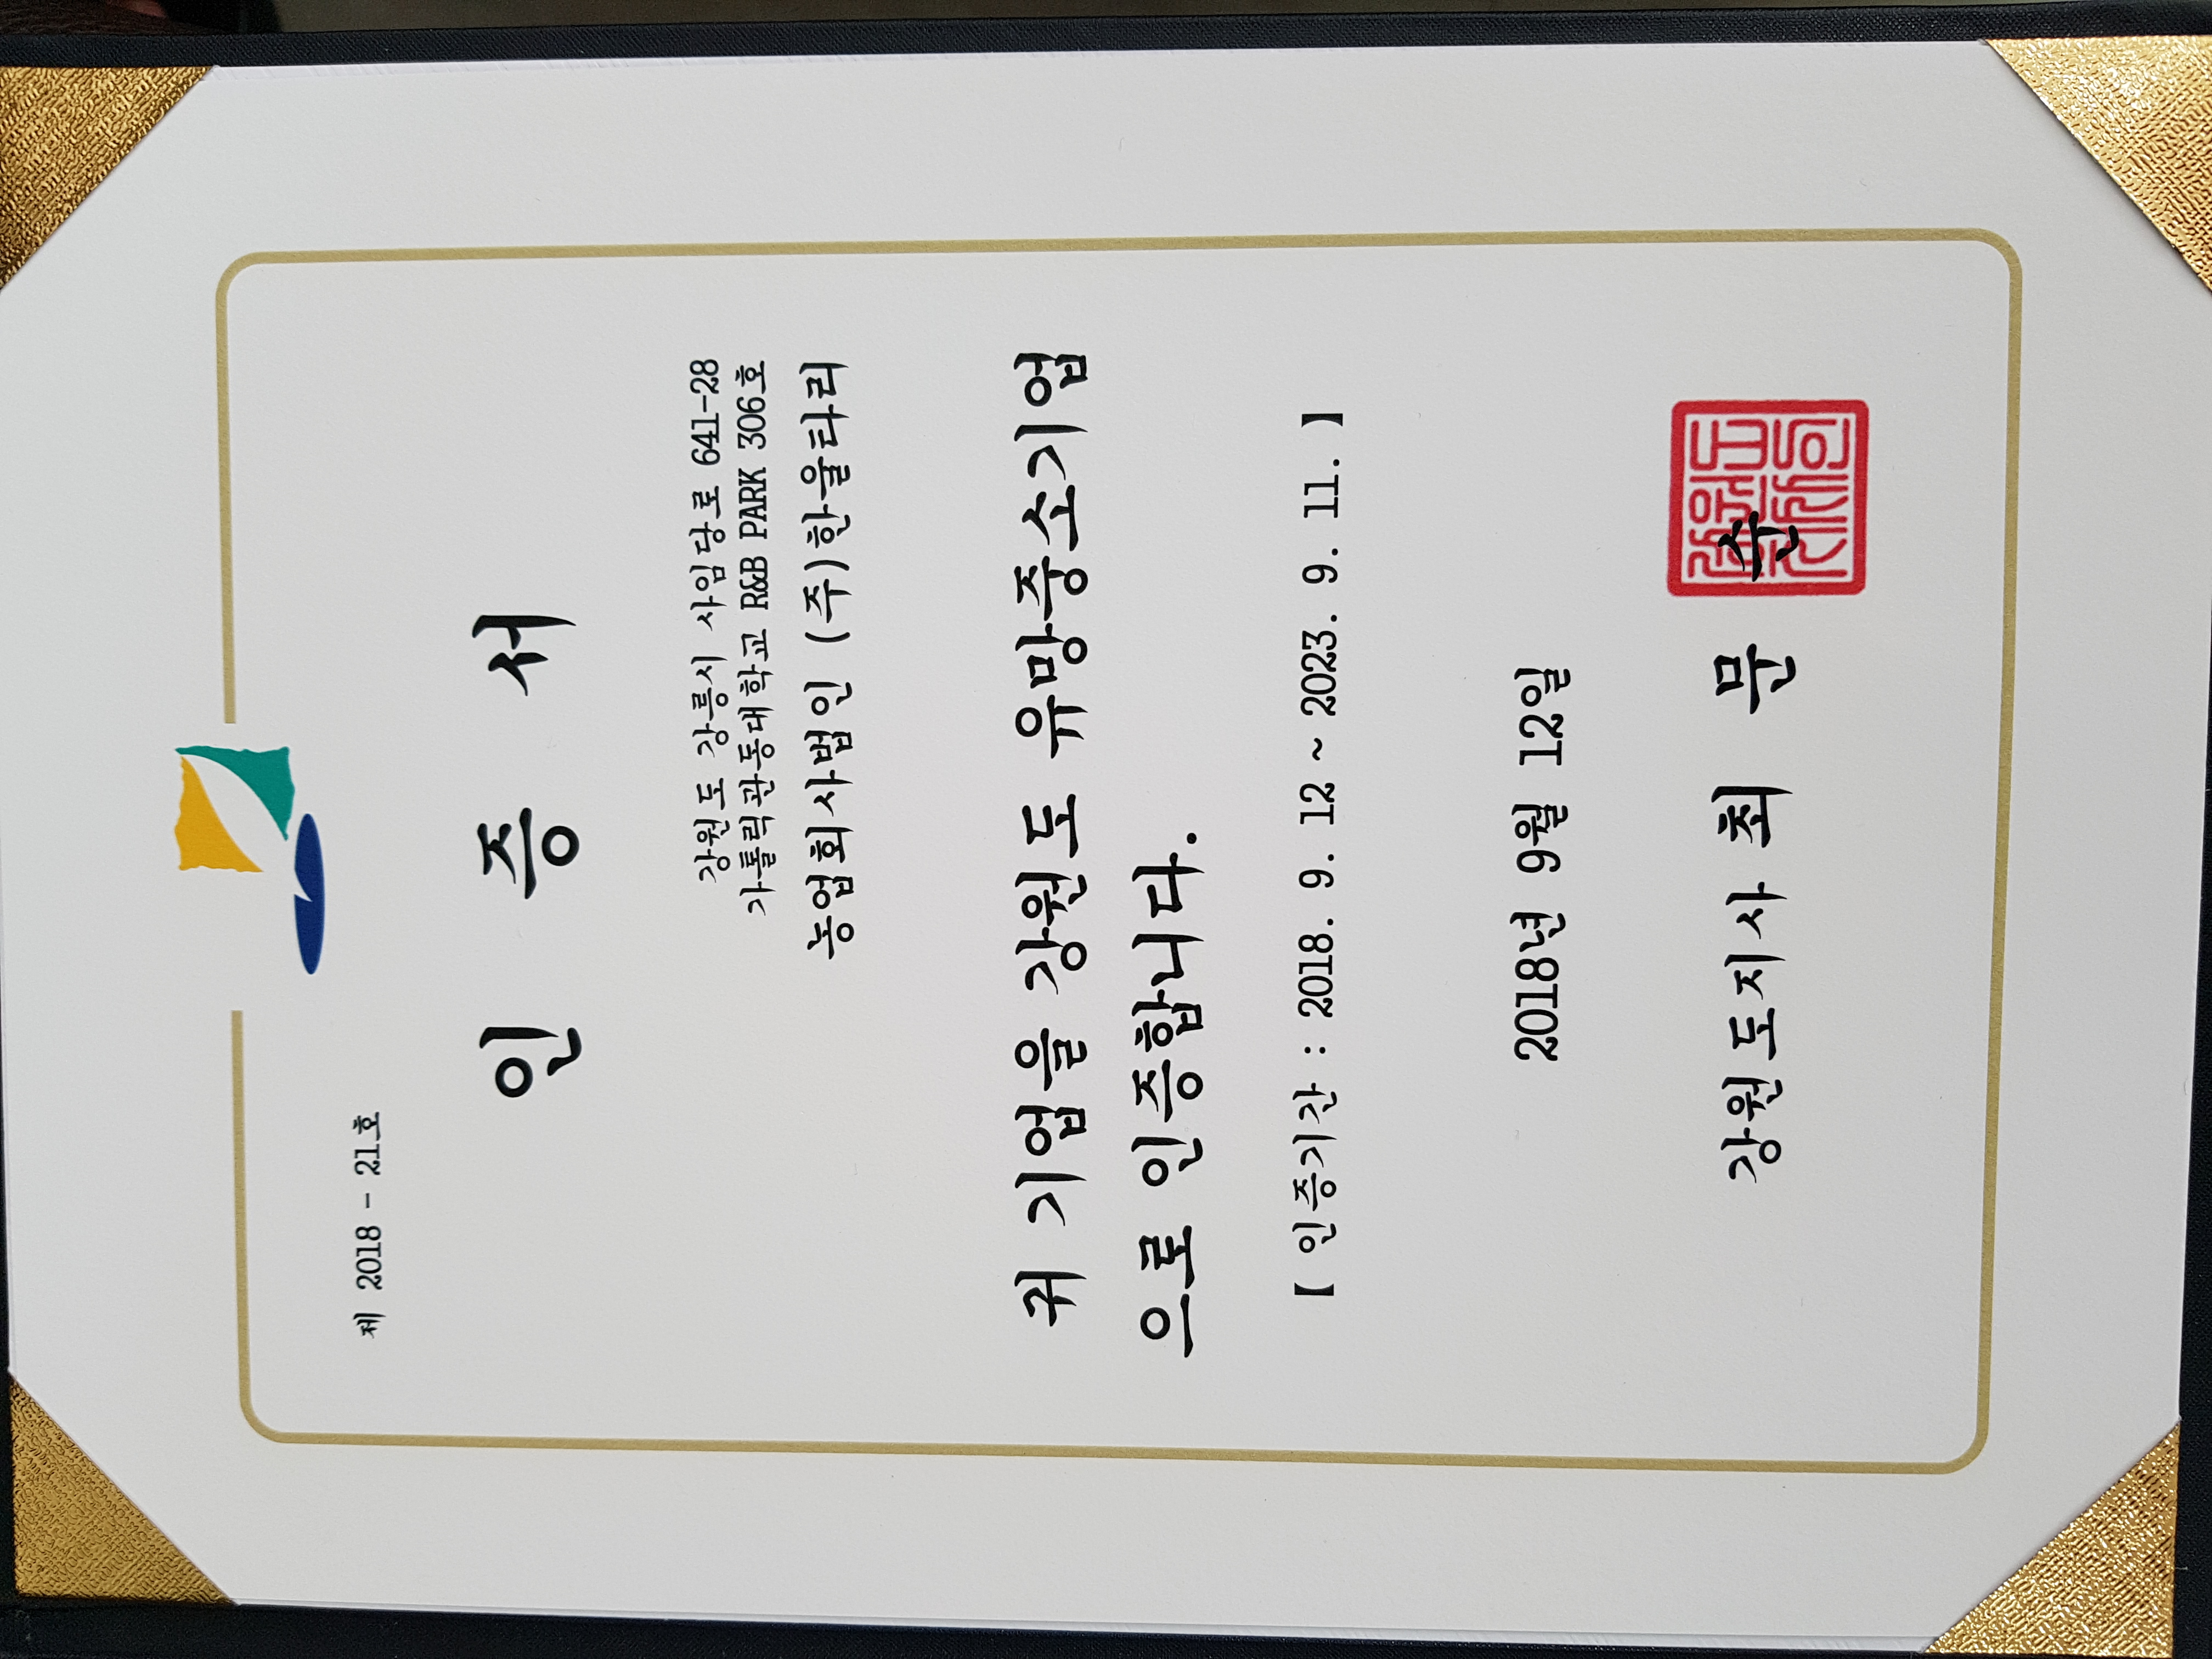 제 2018 - 21호
인 증 서
강원도 강릉시 사임당로 641-28
가톨릭관동대학교 R&B PARK 306호
농업회사법인 (주)한울타리
귀 기업을 강원도 유망중소기업
으로 인증합니다.
【 인증기간 : 2018. 9. 12 ~ 2023. 9. 11. 】
2018년 9월 12일
강원도지사 최 문 순